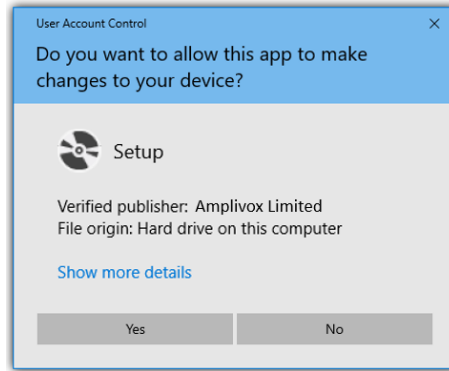 User Account Control
Do you want to allow this app to make
changes to your device?
Setup
Verified publisher: Amplivox Limited
File origin: Hard drive on this computer
Show more details
Yes
No